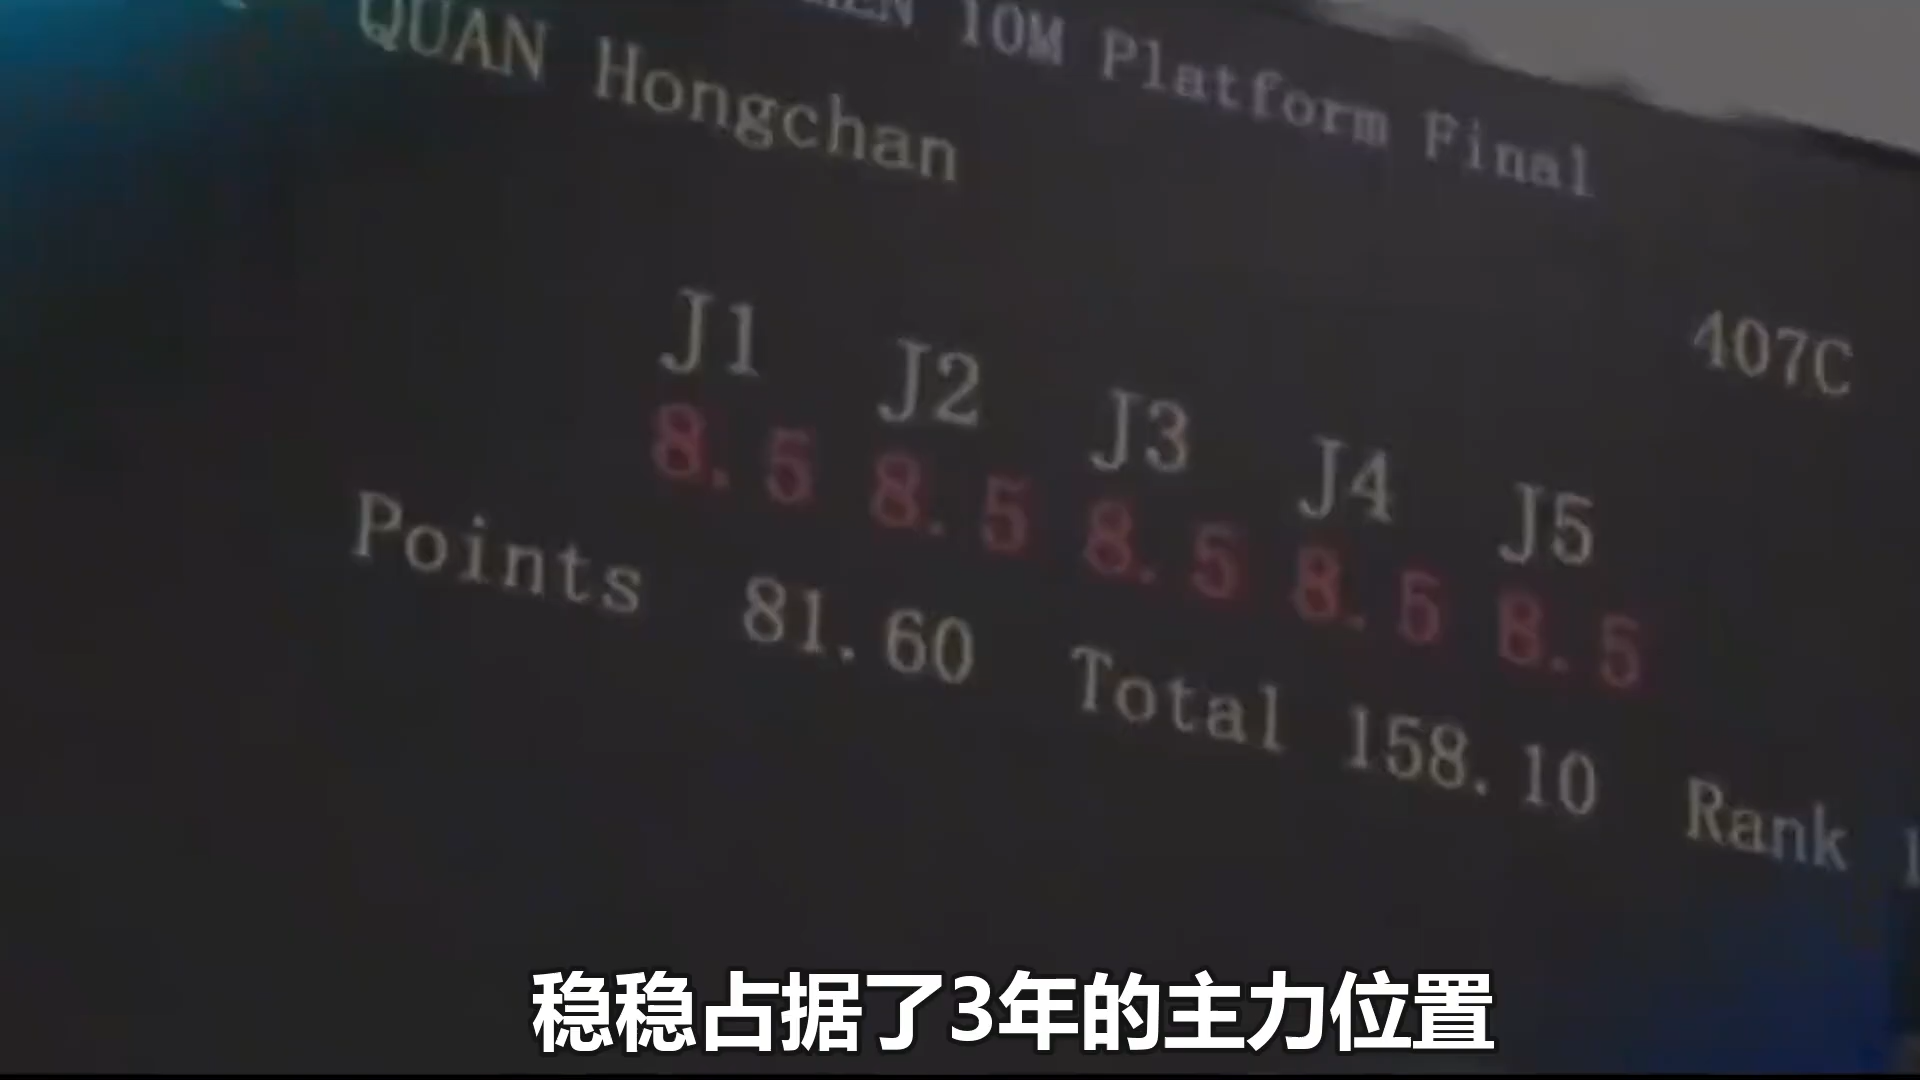 10M Platform Final
QUAN Hongchan
407C
J1 J2 J3 J4 J5
8.5 8.5 8.5 8.5 8.5
Points 81.60 Total 158.10 Rank 1
稳稳占据了3年的主力位置